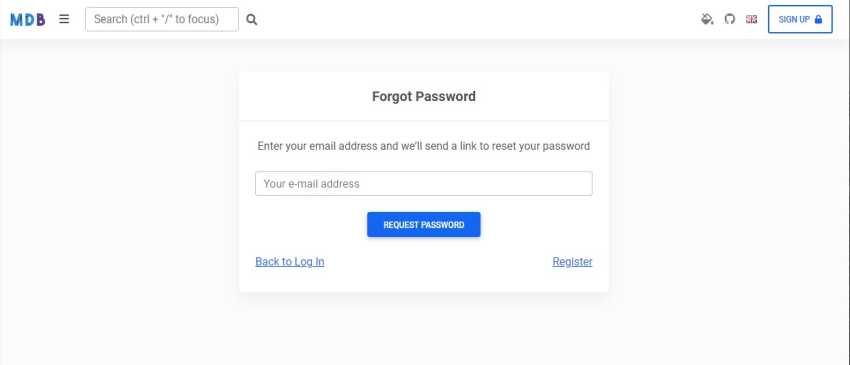 MDB
Search (ctrl + "/" to focus)
SIGN UP
Forgot Password
Enter your email address and we'll send a link to reset your password
Your e-mail address
REQUEST PASSWORD
Back to Log In
Register